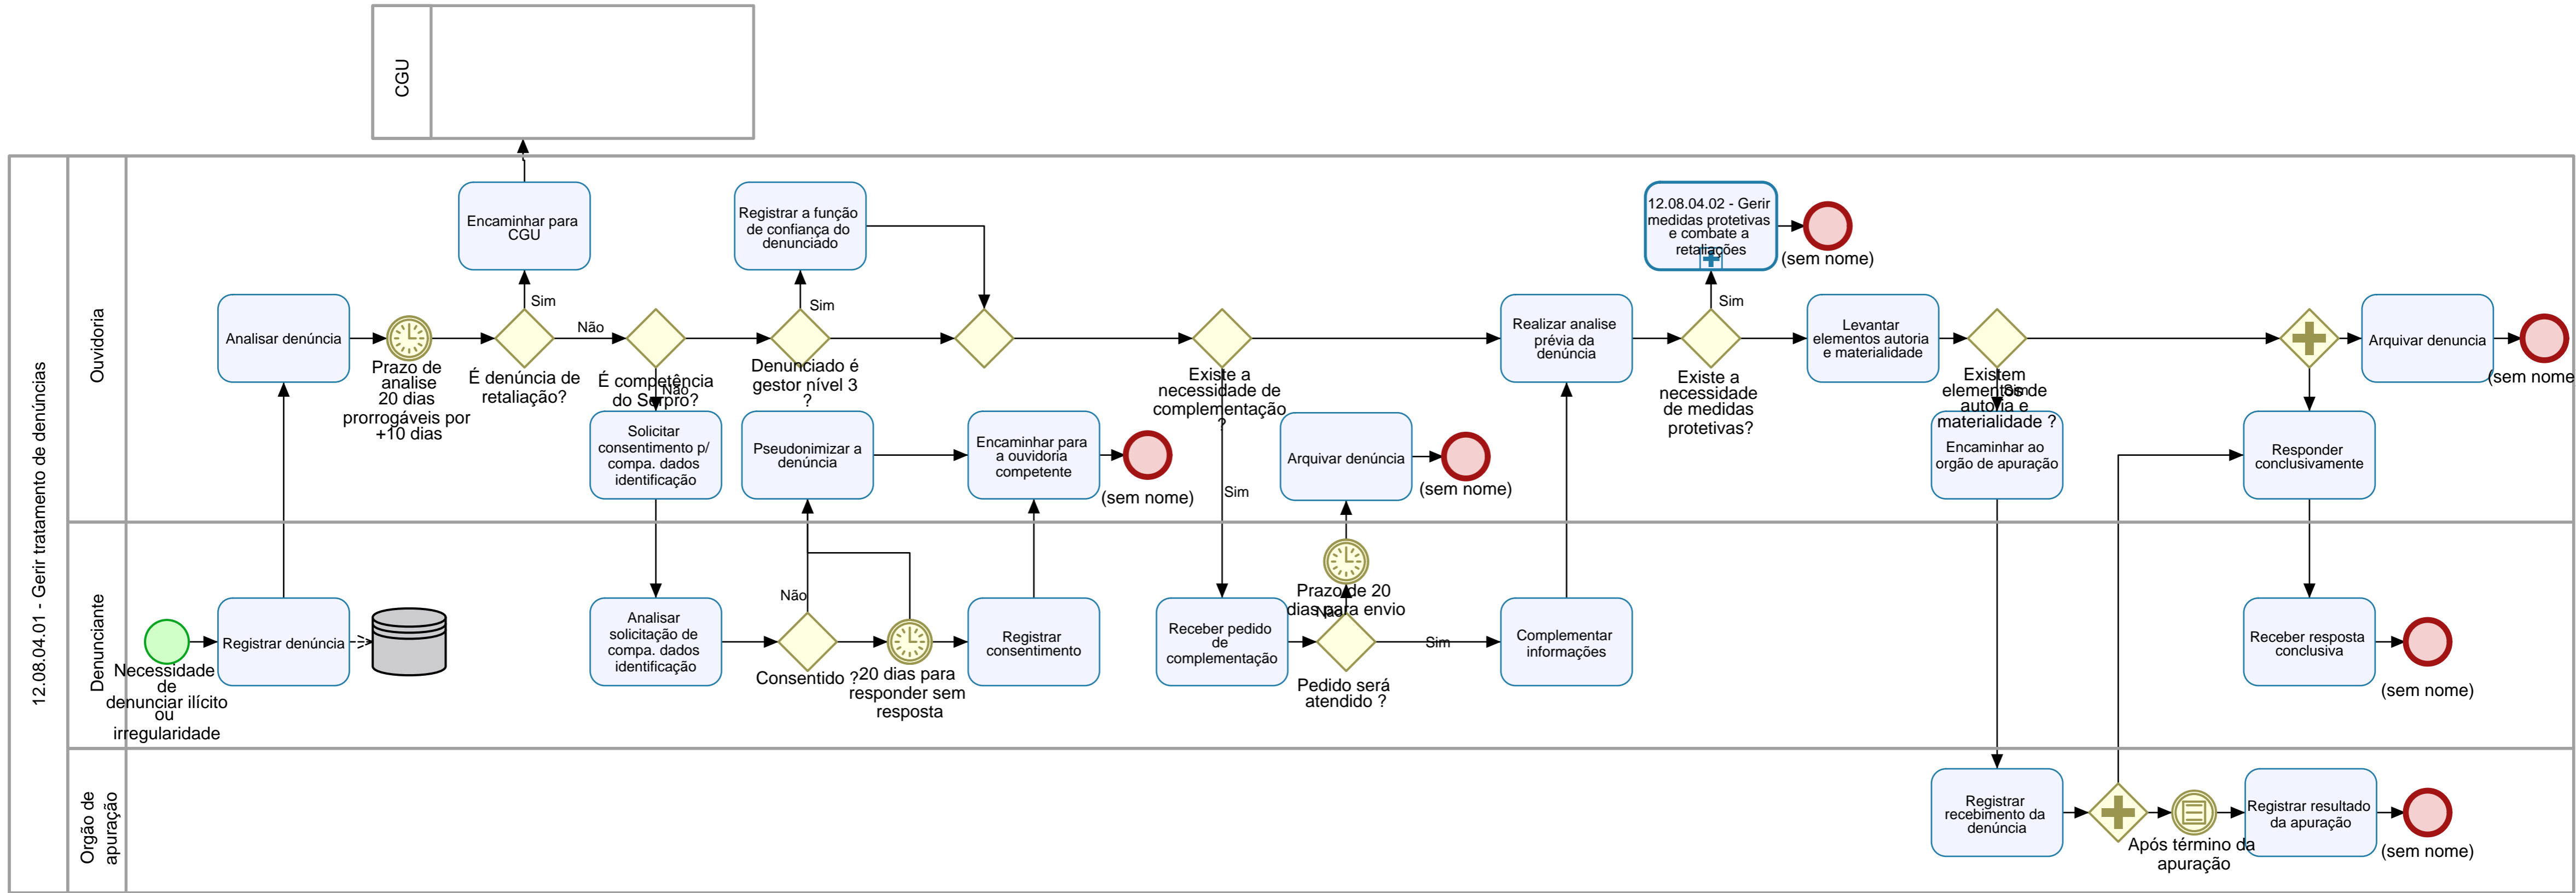 CGU
12.08.04.01 - Gerir tratamento de denúncias
Ouvidoria
Denunciante
Orgão de
apuração
Encaminhar para
CGU
Registrar a função
de confiança do
denunciado
12.08.04.02 - Gerir
medidas protetivas
e combate a
retaliações
(sem nome)
Sim
Sim
Sim
Analisar denúncia
Prazo de
analise
20 dias
prorrogáveis por
+10 dias
É denúncia de
retaliação?
Não
É competência
do Serpro?
Não
Denunciado é
gestor nível 3
?
Existe a
necessidade de
complementação
?
Sim
Realizar analise
prévia da
denúncia
Existe a
necessidade
de medidas
protetivas?
Levantar
elementos autoria
e materialidade
Existem
elementos de
autoria e
materialidade ?
Sim
Arquivar denuncia
(sem nome
Solicitar
consentimento p/
compa. dados
identificação
Pseudonimizar a
denúncia
Encaminhar para
a ouvidoria
competente
(sem nome)
Arquivar denúncia
(sem nome)
Encaminhar ao
orgão de apuração
Responder
conclusivamente
Necessidade
de
denunciar ilícito
ou
irregularidade
Registrar denúncia
Analisar
solicitação de
compa. dados
identificação
Não
Consentido ?
20 dias para
responder sem
resposta
Registrar
consentimento
Receber pedido
de
complementação
Prazo de 20
dias para envio
Não
Pedido será
atendido ?
Sim
Complementar
informações
Receber resposta
conclusiva
(sem nome)
Registrar
recebimento da
denúncia
Após término da
apuração
Registrar resultado
da apuração
(sem nome)